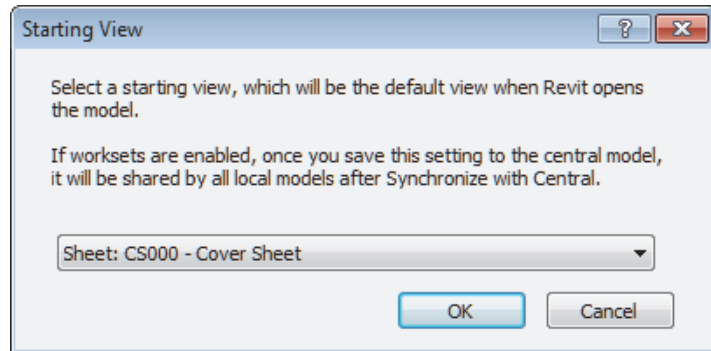 Starting View
?
Select a starting view, which will be the default view when Revit opens
the model.
If worksets are enabled, once you save this setting to the central model,
it will be shared by all local models after Synchronize with Central.
Sheet: CS000 - Cover Sheet
OK
Cancel